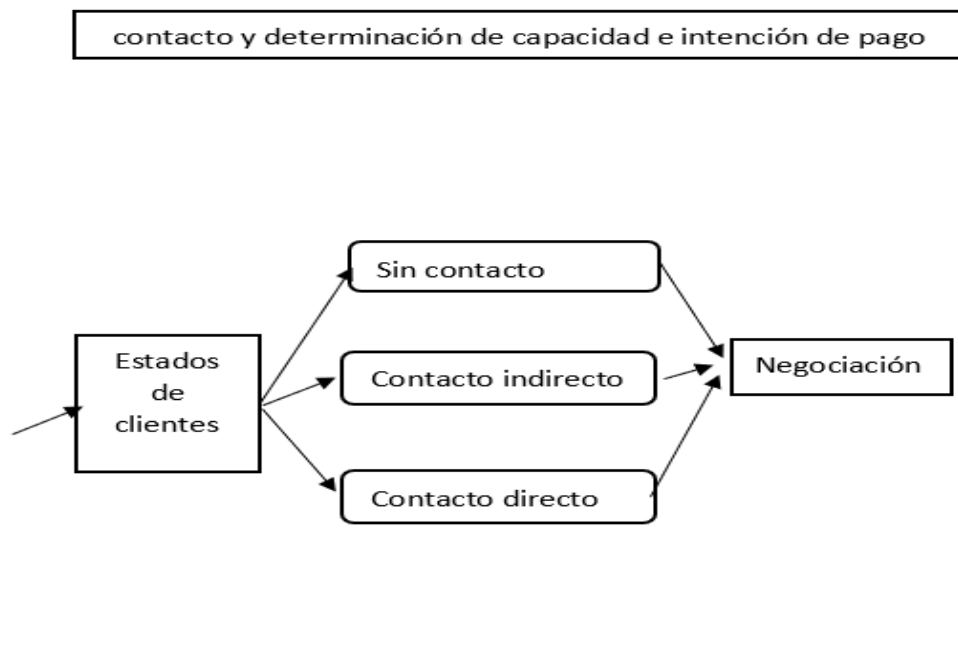 contacto y determinación de capacidad e intención de pago
Sin contacto
Estados
de
clientes
Contacto indirecto
Negociación
Contacto directo